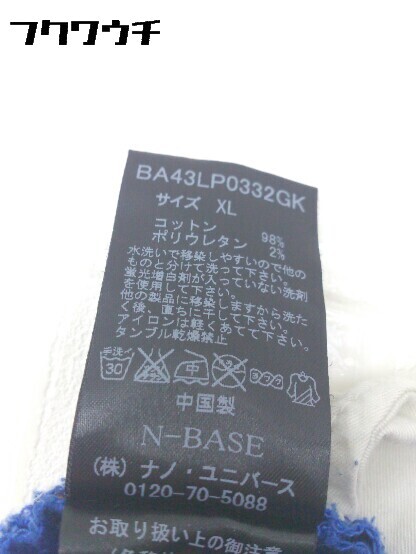 フクワウチ
BA43LP0332GK
サイズ XL
コットン 98%
ポリウレタン 2%
水洗いで移染しやすいので他の
ものと分けて洗って下さい。
蛍光増白剤が入っていない洗剤
を使用して下さい。
他の製品に移染しますから洗た
く後、直ちに干して下さい。
アイロンは軽くあてて下さい。
タンブル乾燥禁止
手洗イ 30 中 ヨワク
中国製
N-BASE
(株) ナノ・ユニバース
0120-70-5088
お取り扱い上の御注意